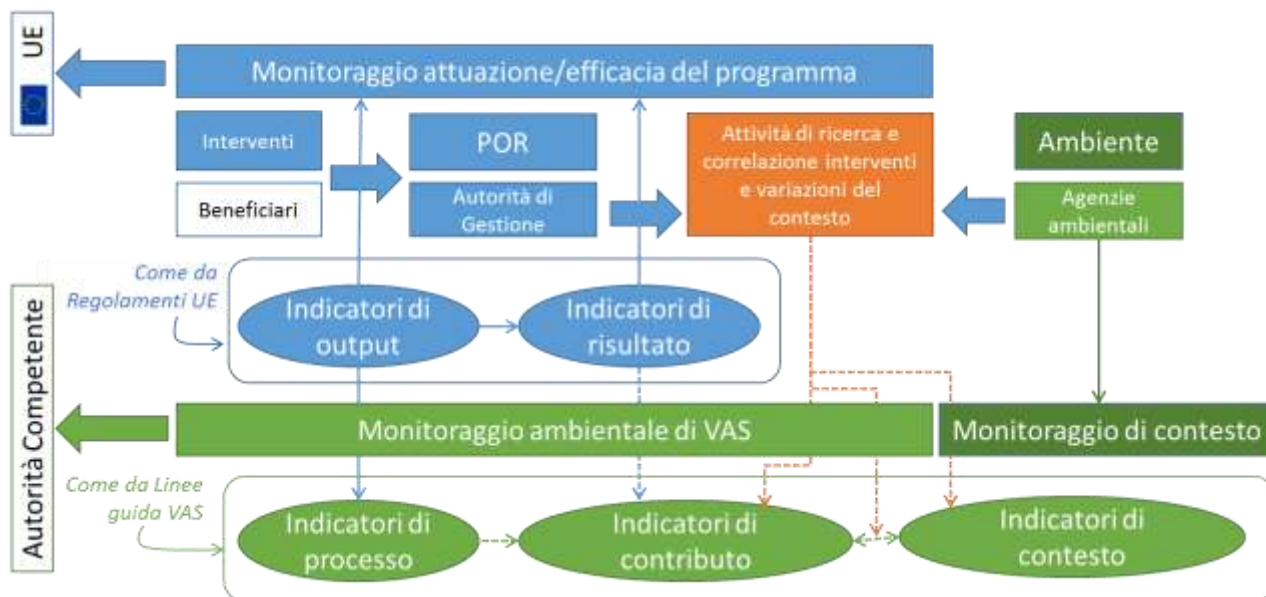 UE
Monitoraggio attuazione/efficacia del programma
Interventi
Beneficiari
POR
Autorità di
Gestione
Attività di ricerca e
correlazione interventi
e variazioni del
contesto
Ambiente
Agenzie
ambientali
Come da
Regolamenti UE
Indicatori di
output
Indicatori di
risultato
Autorità Competente
Monitoraggio ambientale di VAS
Monitoraggio di contesto
Come da Linee
guida VAS
Indicatori di
processo
Indicatori di
contributo
Indicatori di
contesto